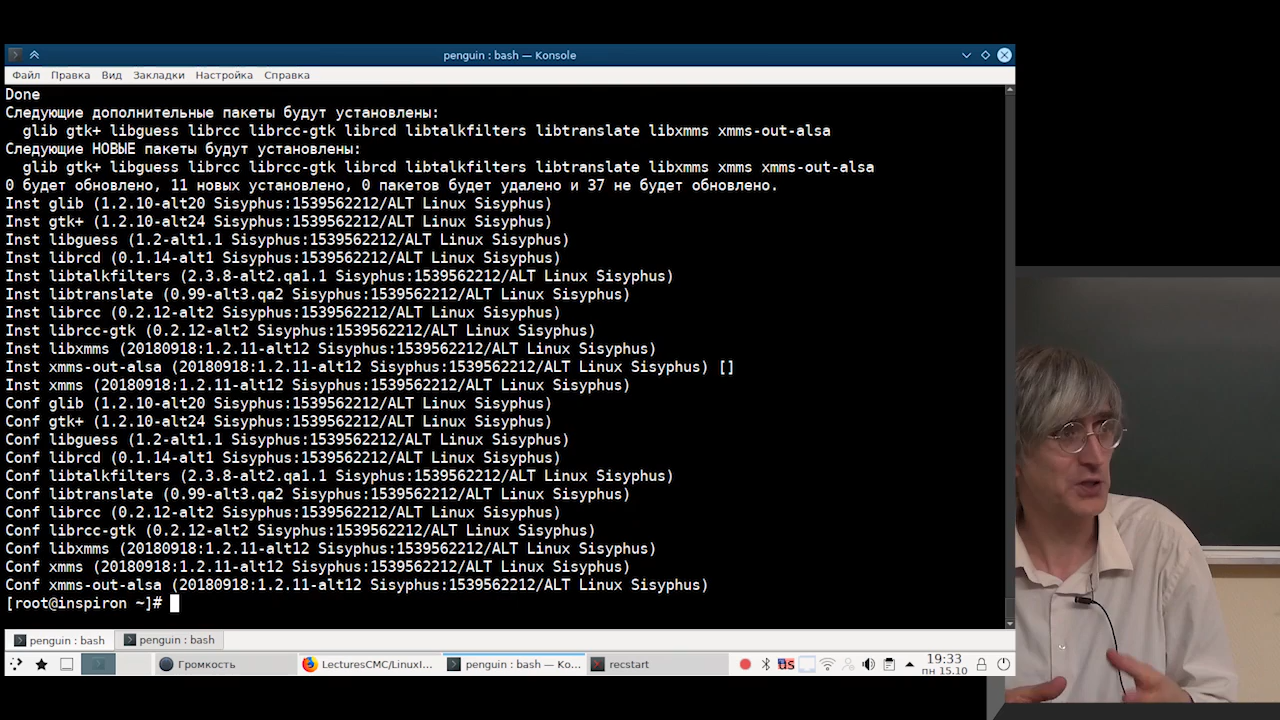 penguin : bash — Konsole
Файл Правка Вид Закладки Настройка Справка
Done
Следующие дополнительные пакеты будут установлены:
glib gtk+ libguess librcc librcc-gtk librcd libtalkfilters libtranslate libxmms xmms-out-alsa
Следующие НОВЫЕ пакеты будут установлены:
glib gtk+ libguess librcc librcc-gtk librcd libtalkfilters libtranslate libxmms xmms xmms-out-alsa
0 будет обновлено, 11 новых установлено, 0 пакетов будет удалено и 37 не будет обновлено.
Inst glib (1.2.10-alt20 Sisyphus:1539562212/ALT Linux Sisyphus)
Inst gtk+ (1.2.10-alt24 Sisyphus:1539562212/ALT Linux Sisyphus)
Inst libguess (1.2-alt1.1 Sisyphus:1539562212/ALT Linux Sisyphus)
Inst librcd (0.1.14-alt1 Sisyphus:1539562212/ALT Linux Sisyphus)
Inst libtalkfilters (2.3.8-alt2.qa1.1 Sisyphus:1539562212/ALT Linux Sisyphus)
Inst libtranslate (0.99-alt3.qa2 Sisyphus:1539562212/ALT Linux Sisyphus)
Inst librcc (0.2.12-alt2 Sisyphus:1539562212/ALT Linux Sisyphus)
Inst librcc-gtk (0.2.12-alt2 Sisyphus:1539562212/ALT Linux Sisyphus)
Inst libxmms (20180918:1.2.11-alt12 Sisyphus:1539562212/ALT Linux Sisyphus)
Inst xmms-out-alsa (20180918:1.2.11-alt12 Sisyphus:1539562212/ALT Linux Sisyphus) []
Inst xmms (20180918:1.2.11-alt12 Sisyphus:1539562212/ALT Linux Sisyphus)
Conf glib (1.2.10-alt20 Sisyphus:1539562212/ALT Linux Sisyphus)
Conf gtk+ (1.2.10-alt24 Sisyphus:1539562212/ALT Linux Sisyphus)
Conf libguess (1.2-alt1.1 Sisyphus:1539562212/ALT Linux Sisyphus)
Conf librcd (0.1.14-alt1 Sisyphus:1539562212/ALT Linux Sisyphus)
Conf libtalkfilters (2.3.8-alt2.qa1.1 Sisyphus:1539562212/ALT Linux Sisyphus)
Conf libtranslate (0.99-alt3.qa2 Sisyphus:1539562212/ALT Linux Sisyphus)
Conf librcc (0.2.12-alt2 Sisyphus:1539562212/ALT Linux Sisyphus)
Conf librcc-gtk (0.2.12-alt2 Sisyphus:1539562212/ALT Linux Sisyphus)
Conf libxmms (20180918:1.2.11-alt12 Sisyphus:1539562212/ALT Linux Sisyphus)
Conf xmms (20180918:1.2.11-alt12 Sisyphus:1539562212/ALT Linux Sisyphus)
Conf xmms-out-alsa (20180918:1.2.11-alt12 Sisyphus:1539562212/ALT Linux Sisyphus)
[root@inspiron ~]#
penguin : bash penguin : bash
Громкость LecturesCMC/LinuxI... penguin : bash — Ko... recstart us 19:33
пн 15.10